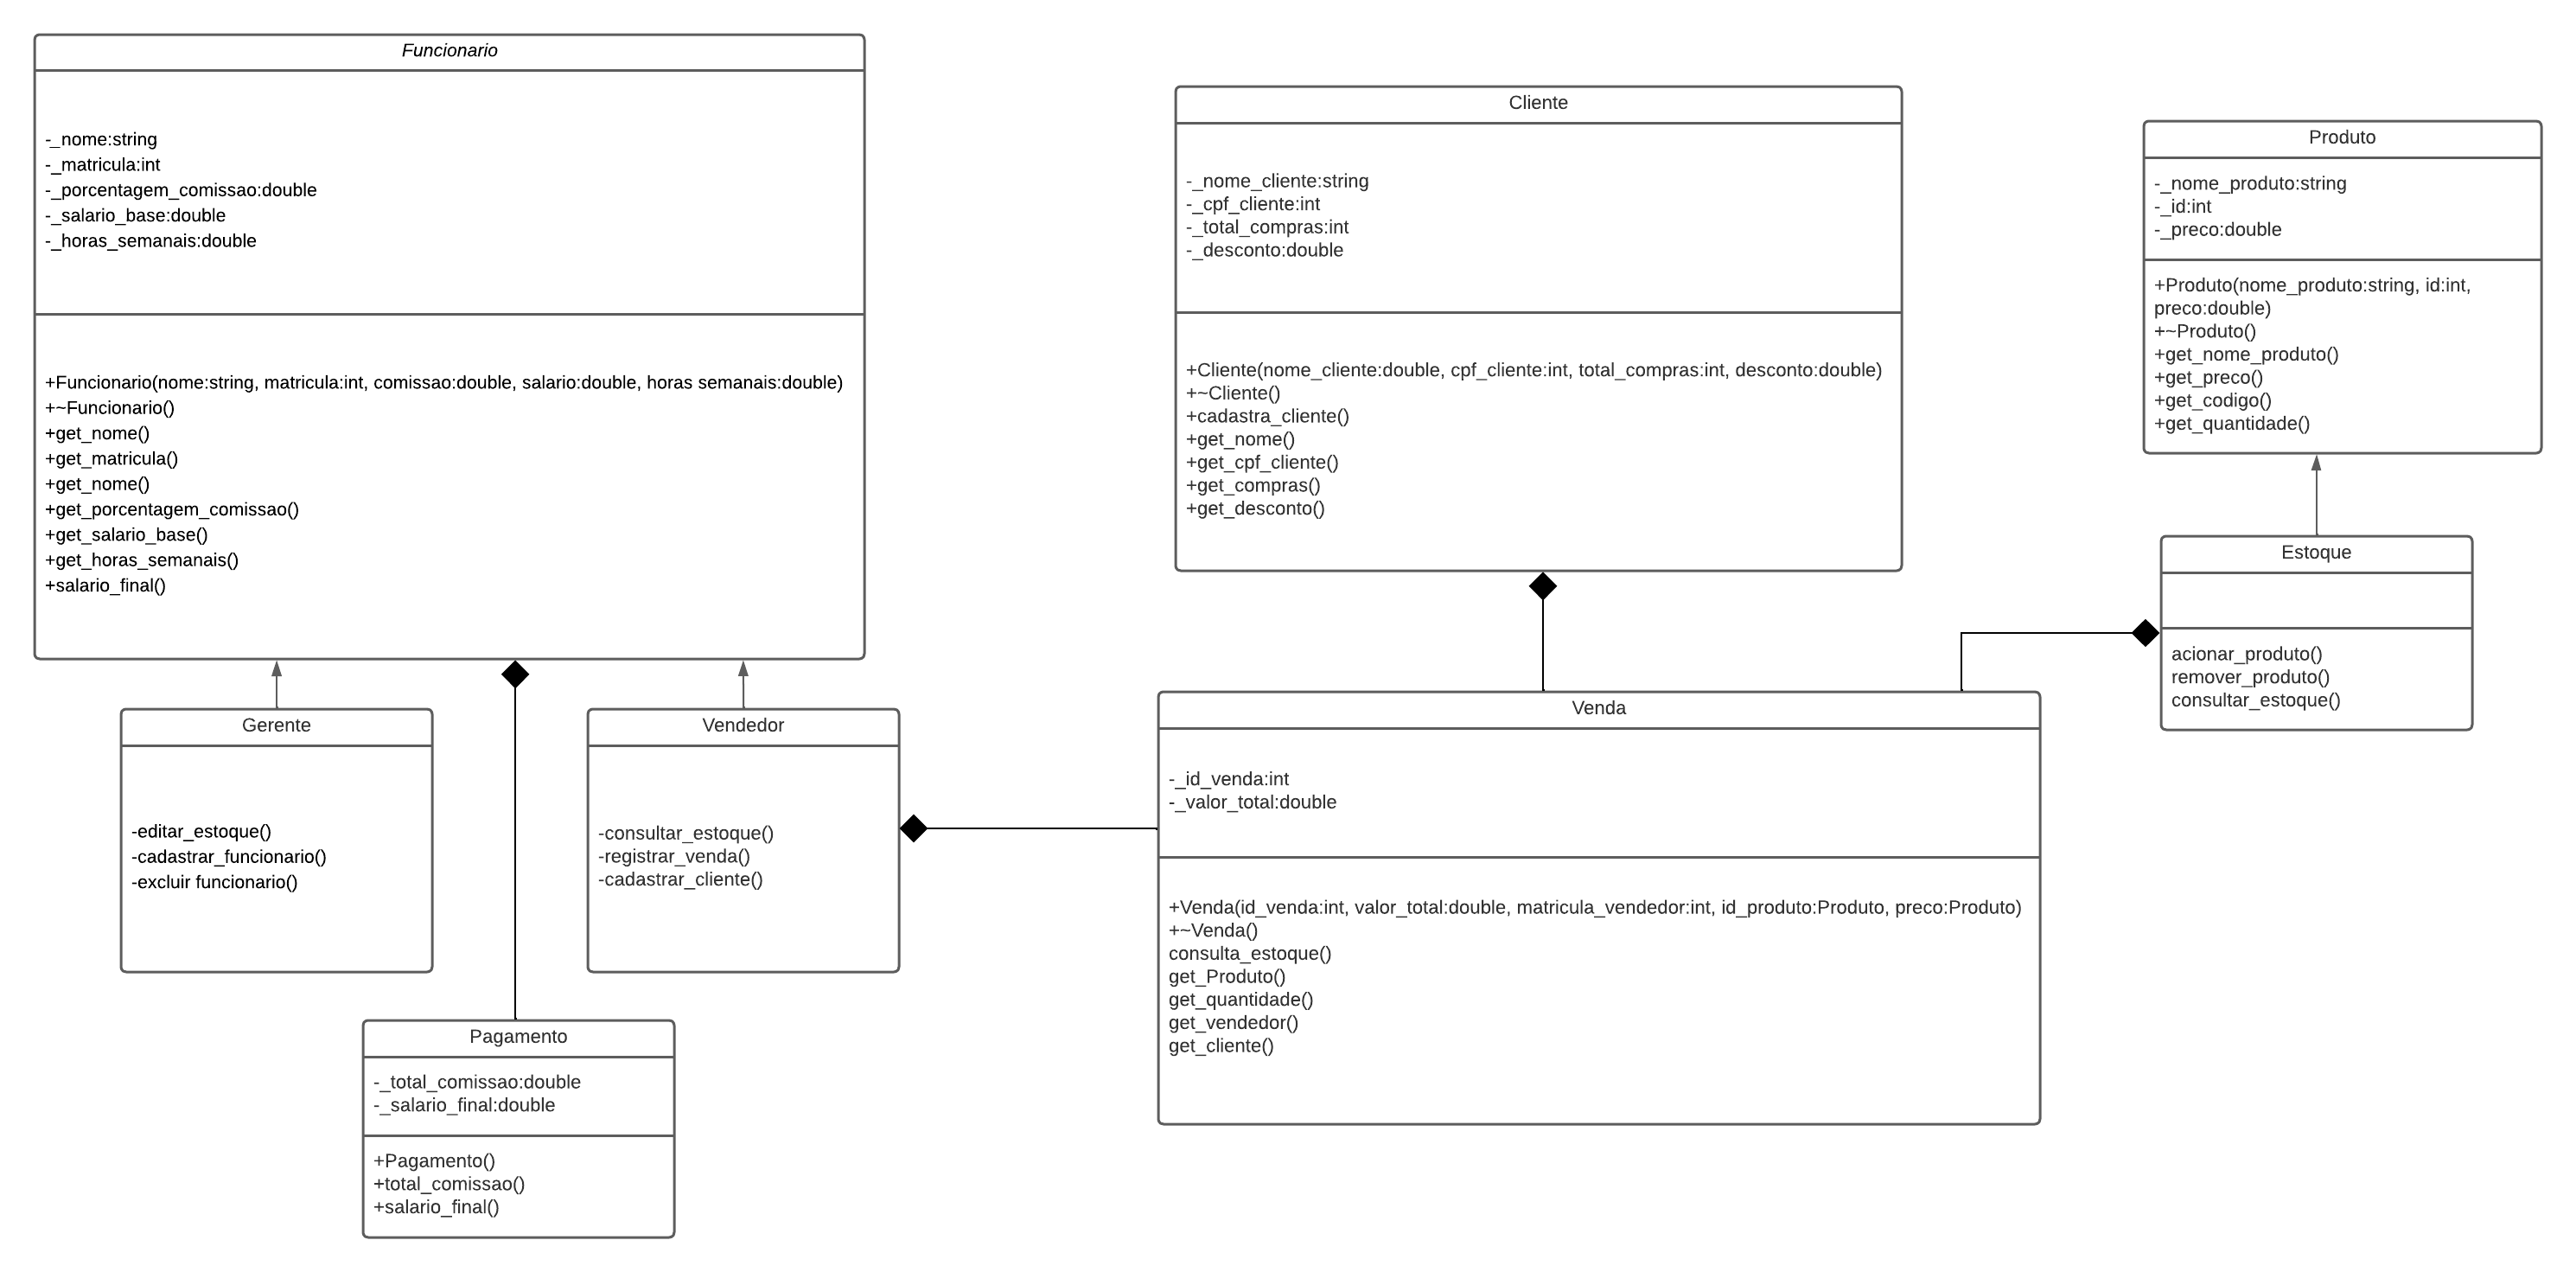 Funcionario
-_nome:string
-_matricula:int
-_porcentagem_comissao:double
-_salario_base:double
-_horas_semanais:double
+Funcionario(nome:string, matricula:int, comissao:double, salario:double, horas semanais:double)
+~Funcionario()
+get_nome()
+get_matricula()
+get_nome()
+get_porcentagem_comissao()
+get_salario_base()
+get_horas_semanais()
+salario_final()
Cliente
-_nome_cliente:string
-_cpf_cliente:int
-_total_compras:int
-_desconto:double
+Cliente(nome_cliente:double, cpf_cliente:int, total_compras:int, desconto:double)
+~Cliente()
+cadastra_cliente()
+get_nome()
+get_cpf_cliente()
+get_compras()
+get_desconto()
Produto
-_nome_produto:string
-_id:int
-_preco:double
+Produto(nome_produto:string, id:int,
preco:double)
+~Produto()
+get_nome_produto()
+get_preco()
+get_codigo()
+get_quantidade()
Estoque
acionar_produto()
remover_produto()
consultar_estoque()
Gerente
-editar_estoque()
-cadastrar_funcionario()
-excluir funcionario()
Vendedor
-consultar_estoque()
-registrar_venda()
-cadastrar_cliente()
Venda
-_id_venda:int
-_valor_total:double
+Venda(id_venda:int, valor_total:double, matricula_vendedor:int, id_produto:Produto, preco:Produto)
+~Venda()
consulta_estoque()
get_Produto()
get_quantidade()
get_vendedor()
get_cliente()
Pagamento
-_total_comissao:double
-_salario_final:double
+Pagamento()
+total_comissao()
+salario_final()